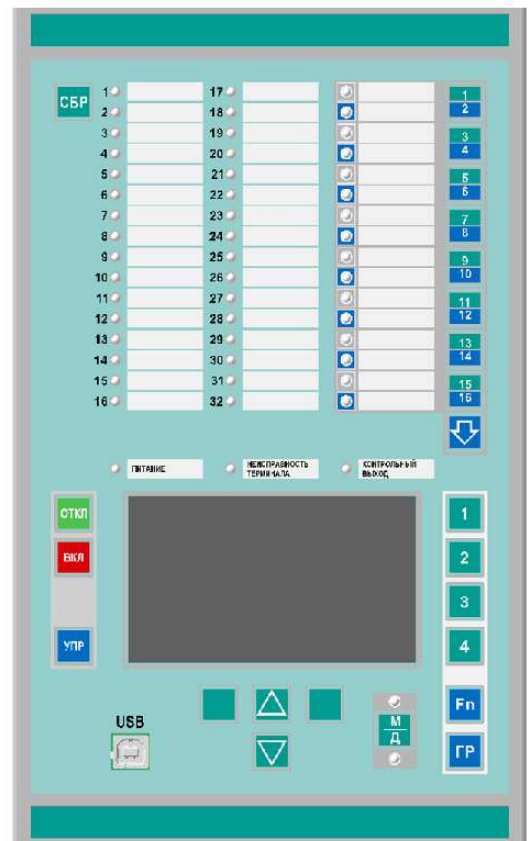 СБР
1 17 1
2 18 2
3 19 3
4 20 4
5 21 5
6 22 6
7 23 7
8 24 8
9 25 9
10 26 10
11 27 11
12 28 12
13 29 13
14 30 14
15 31 15
16 32 16
ПИТАНИЕ
НЕИСПРАВНОСТЬ
ТЕРМИНАЛА
КОНТРОЛЬНЫЙ
ВЫХОД
ОТКЛ 1
ВКЛ 2
3
УПР 4
Fn
USB М
Д
ГР